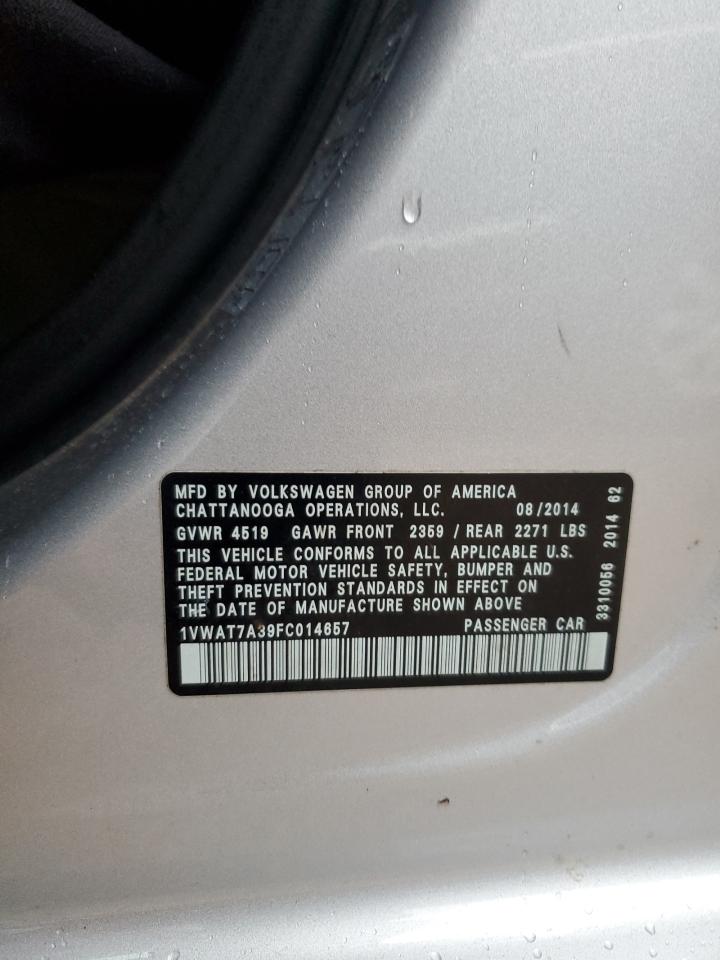 MFD BY VOLKSWAGEN GROUP OF AMERICA
CHATTANOOGA OPERATIONS, LLC. 08/2014
GVWR 4519 GAWR FRONT 2359 / REAR 2271 LBS
THIS VEHICLE CONFORMS TO ALL APPLICABLE U.S.
FEDERAL MOTOR VEHICLE SAFETY, BUMPER AND
THEFT PREVENTION STANDARDS IN EFFECT ON
THE DATE OF MANUFACTURE SHOWN ABOVE
1VWAT7A39FC014657 PASSENGER CAR
3310056 2014 62